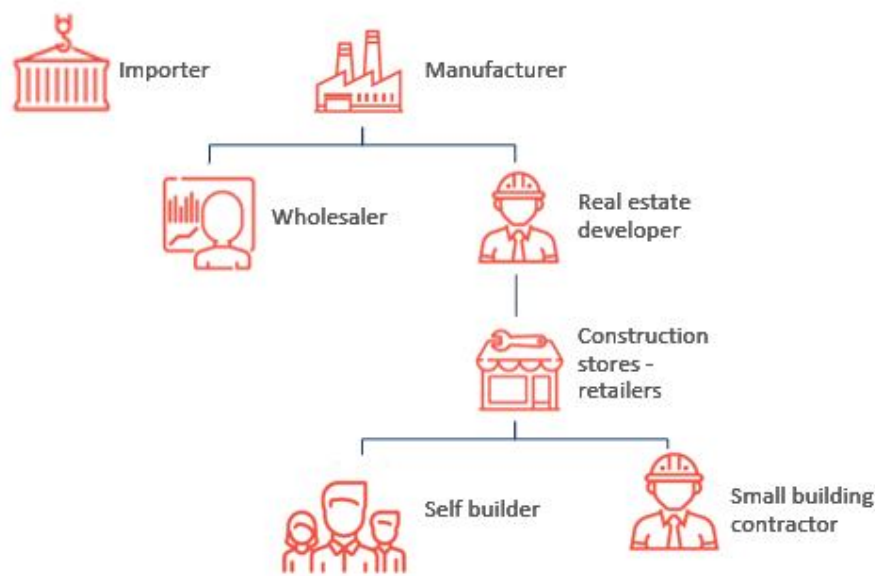 Importer
Manufacturer
Wholesaler
Real estate
developer
Construction
stores -
retailers
Self builder
Small building
contractor